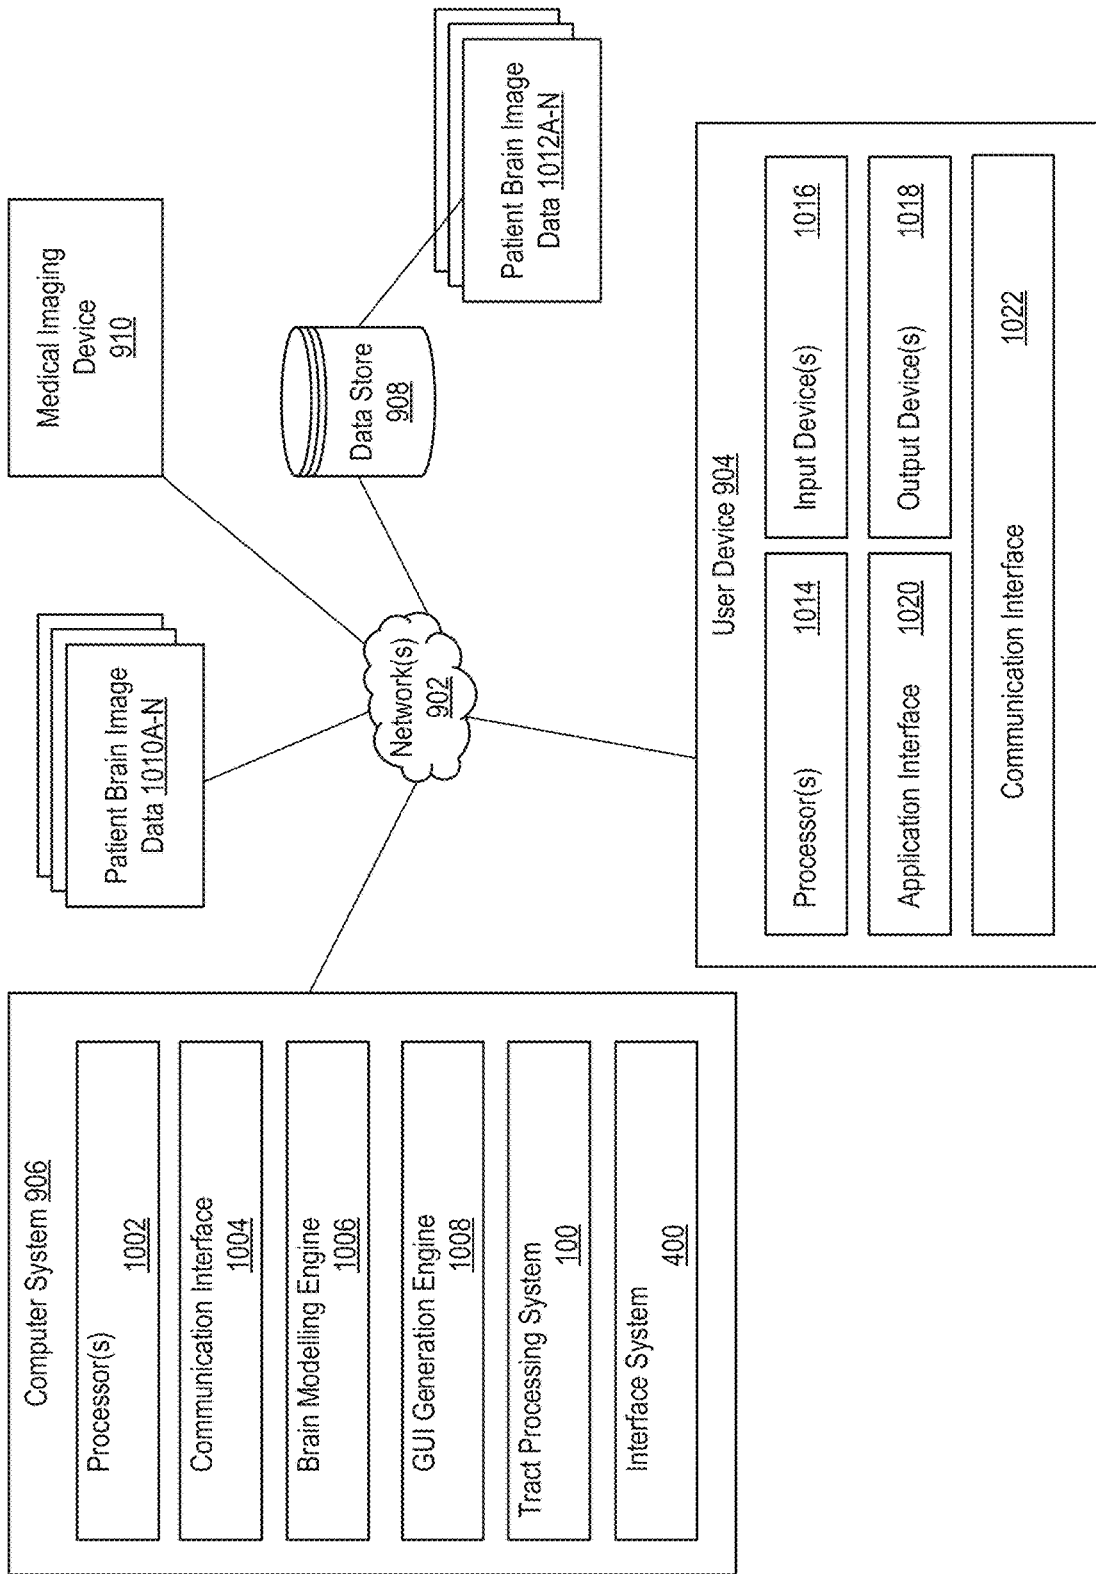 Computer System 906
Processor(s)
1002
Communication Interface
1004
Brain Modelling Engine
1006
GUI Generation Engine
1008
Tract Processing System
100
Interface System
400
Patient Brain Image
Data 1010A-N
Medical Imaging
Device
910
Network(s)
902
Data Store
908
Patient Brain Image
Data 1012A-N
User Device 904
Processor(s)
1014
Input Device(s)
1016
Application Interface
1020
Output Device(s)
1018
Communication Interface
1022